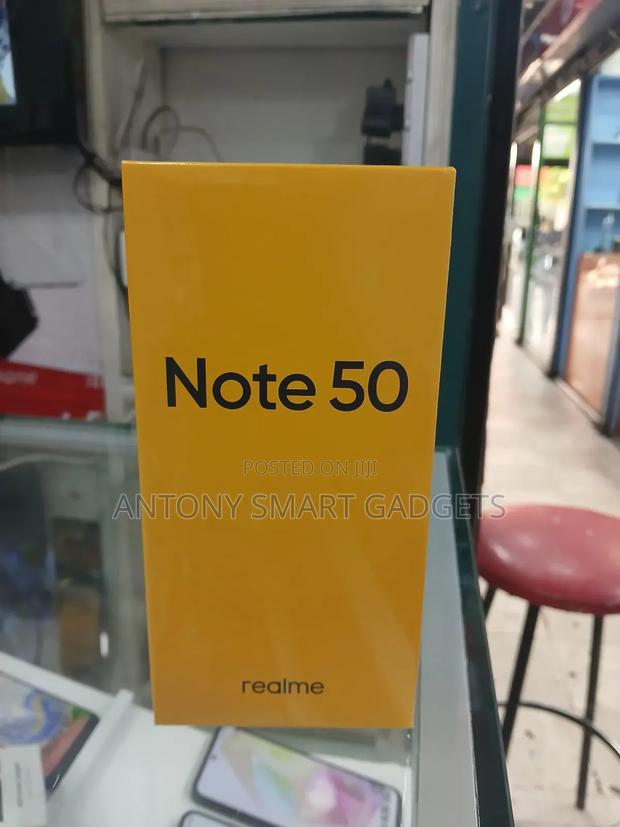 Note 50
POSTED ON JIJI
ANTONY SMART GADGETS
realme